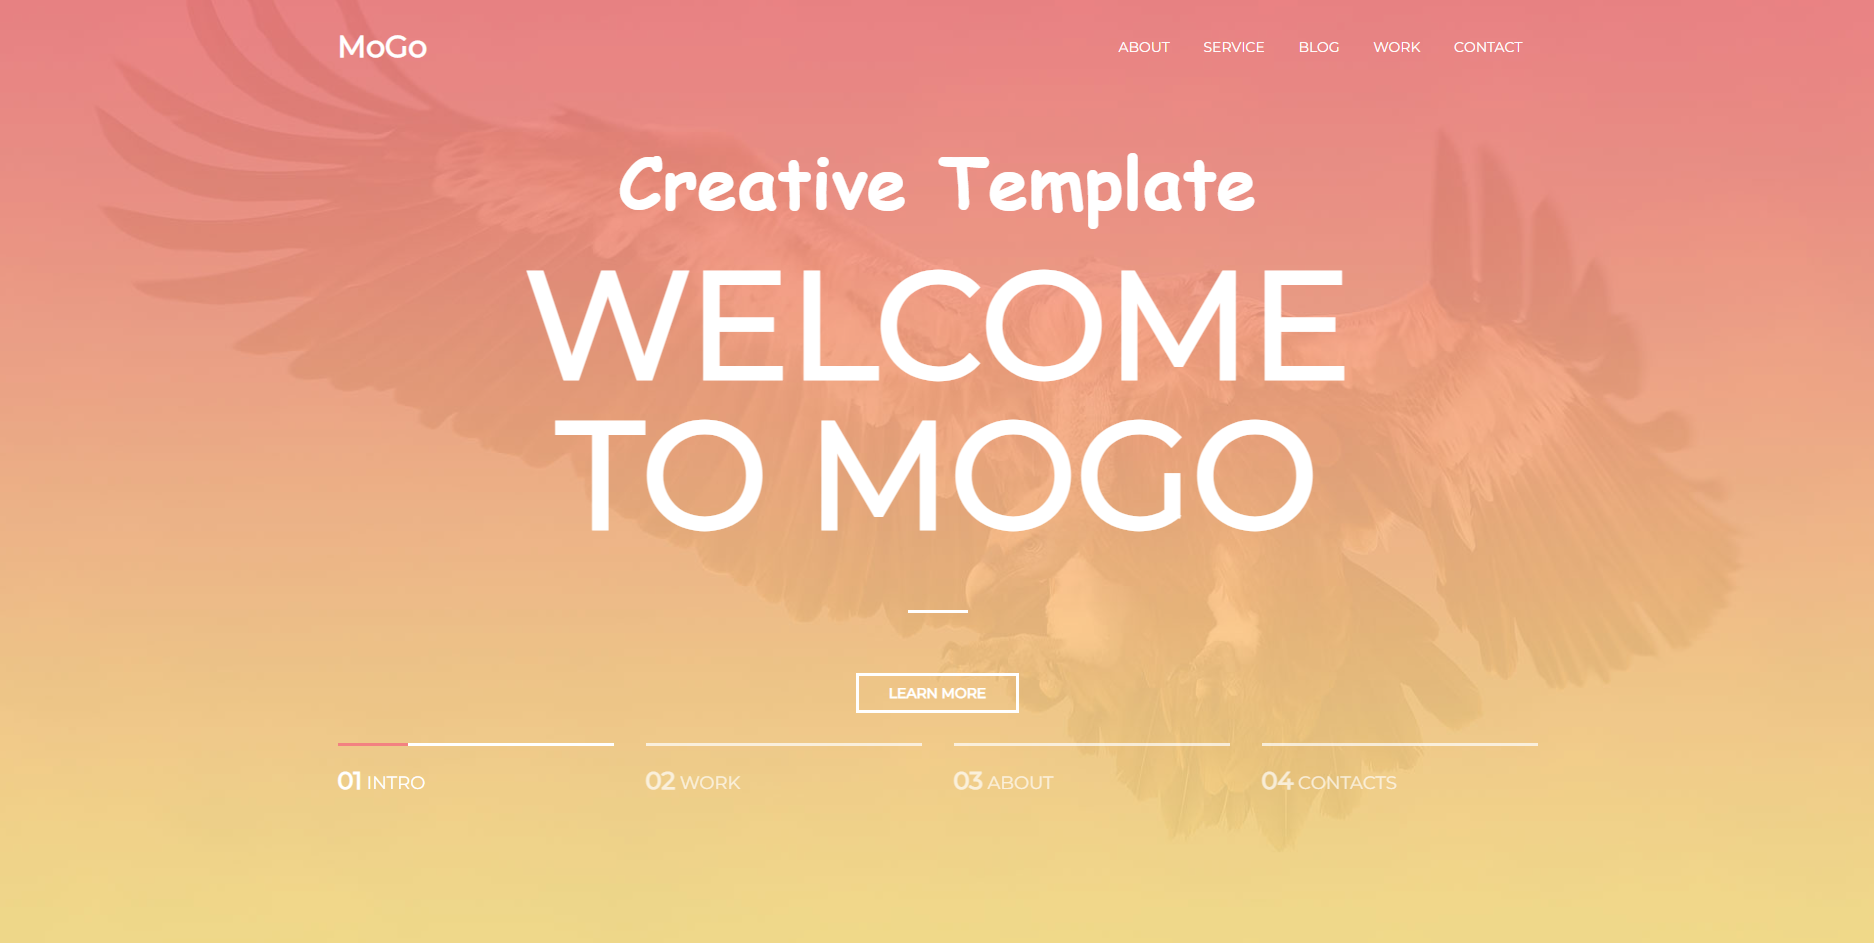 MoGo
ABOUT SERVICE BLOG WORK CONTACT
Creative Template
WELCOME
TO MOGO
LEARN MORE
01 INTRO
02 WORK
03 ABOUT
04 CONTACTS